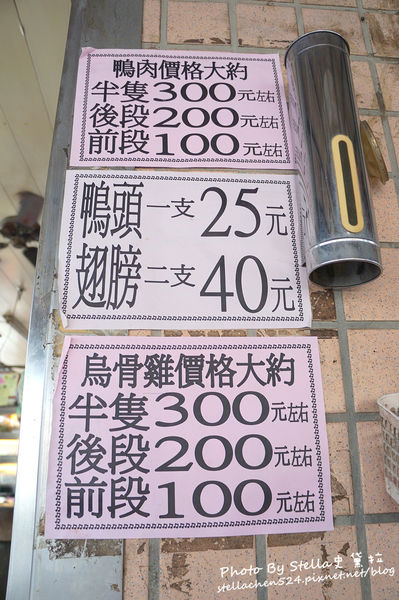 鴨肉價格大約
半隻300元左右
後段200元左右
前段100元左右
鴨頭一支25元
翅膀二支40元
烏骨雞價格大約
半隻300元左右
後段200元左右
前段100元左右
Photo By Stella史黛拉
stellachen524.pixnet.net/blog